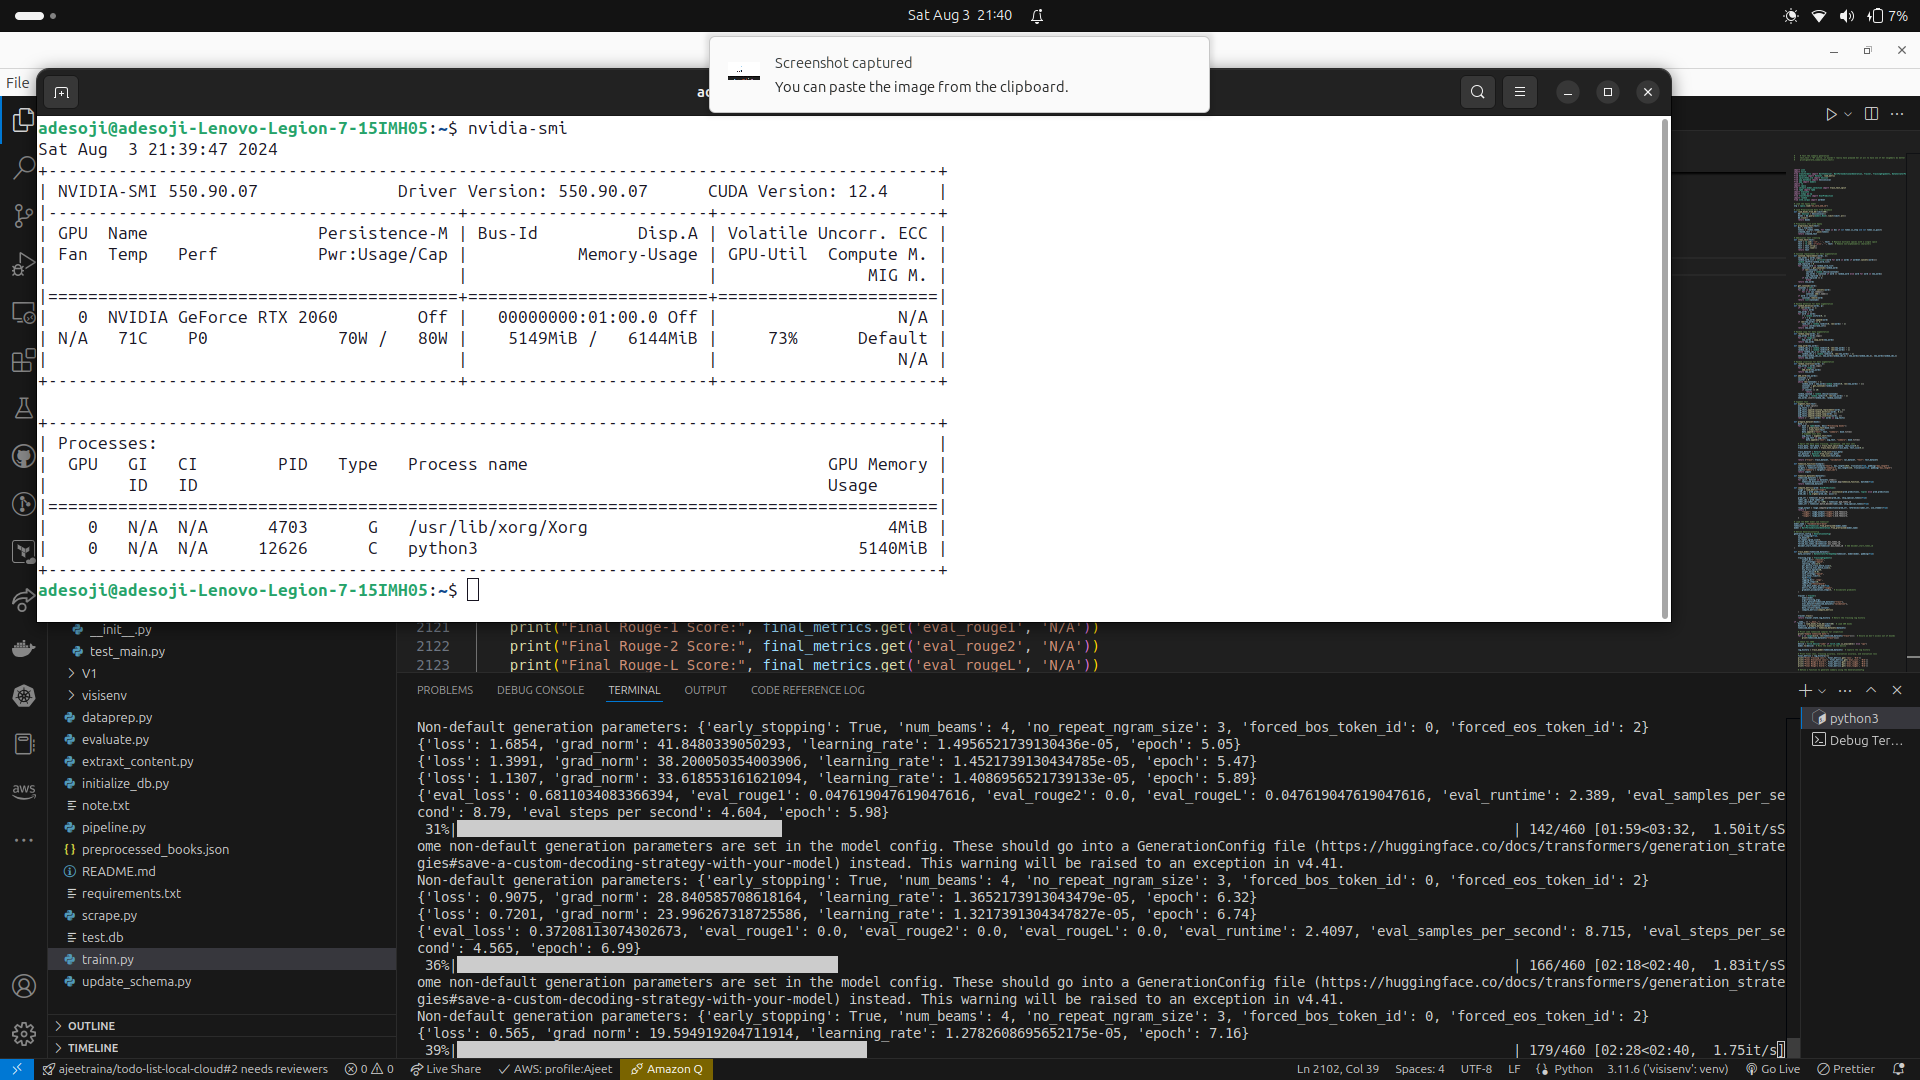 Sat Aug 3 21:40
7%
Screenshot captured
You can paste the image from the clipboard.
File
adesoji@adesoji-Lenovo-Legion-7-15IMH05:~$ nvidia-smi
Sat Aug  3 21:39:47 2024
+-----------------------------------------------------------------------------------------+
| NVIDIA-SMI 550.90.07              Driver Version: 550.90.07      CUDA Version: 12.4     |
|-----------------------------------------+------------------------+----------------------+
| GPU  Name                 Persistence-M | Bus-Id          Disp.A | Volatile Uncorr. ECC |
| Fan  Temp   Perf          Pwr:Usage/Cap |           Memory-Usage | GPU-Util  Compute M. |
|                                         |                        |               MIG M. |
|=========================================+========================+======================|
|   0  NVIDIA GeForce RTX 2060        Off |   00000000:01:00.0 Off |                  N/A |
| N/A   71C    P0             70W /   80W |    5149MiB /   6144MiB |     73%      Default |
|                                         |                        |                  N/A |
+-----------------------------------------+------------------------+----------------------+
+-----------------------------------------------------------------------------------------+
| Processes:                                                                              |
|  GPU   GI   CI        PID   Type   Process name                              GPU Memory |
|        ID   ID                                                               Usage      |
|=========================================================================================|
|    0   N/A  N/A      4703      G   /usr/lib/xorg/Xorg                              4MiB |
|    0   N/A  N/A     12626      C   python3                                      5140MiB |
+-----------------------------------------------------------------------------------------+
adesoji@adesoji-Lenovo-Legion-7-15IMH05:~$
__init__.py
test_main.py
V1
visisenv
dataprep.py
evaluate.py
extraxt_content.py
initialize_db.py
note.txt
pipeline.py
preprocessed_books.json
README.md
requirements.txt
scrape.py
test.db
trainn.py
update_schema.py
OUTLINE
TIMELINE
aws
2121 print("Final Rouge-1 Score:", final_metrics.get('eval_rouge1', 'N/A'))
2122 print("Final Rouge-2 Score:", final_metrics.get('eval_rouge2', 'N/A'))
2123 print("Final Rouge-L Score:", final_metrics.get('eval_rougeL', 'N/A'))
PROBLEMS DEBUG CONSOLE TERMINAL OUTPUT CODE REFERENCE LOG
python3
Debug Ter...
Non-default generation parameters: {'early_stopping': True, 'num_beams': 4, 'no_repeat_ngram_size': 3, 'forced_bos_token_id': 0, 'forced_eos_token_id': 2}
{'loss': 1.6854, 'grad_norm': 41.8480339050293, 'learning_rate': 1.4956521739130436e-05, 'epoch': 5.05}
{'loss': 1.3991, 'grad_norm': 38.200050354003906, 'learning_rate': 1.4521739130434785e-05, 'epoch': 5.47}
{'loss': 1.1307, 'grad_norm': 33.618553161621094, 'learning_rate': 1.4086956521739133e-05, 'epoch': 5.89}
{'eval_loss': 0.6811034083366394, 'eval_rouge1': 0.047619047619047616, 'eval_rouge2': 0.0, 'eval_rougeL': 0.047619047619047616, 'eval_runtime': 2.389, 'eval_samples_per_se
cond': 8.79, 'eval_steps_per_second': 4.604, 'epoch': 5.98}
31%| | 142/460 [01:59<03:32, 1.50it/sS
ome non-default generation parameters are set in the model config. These should go into a GenerationConfig file (https://huggingface.co/docs/transformers/generation_strate
gies#save-a-custom-decoding-strategy-with-your-model) instead. This warning will be raised to an exception in v4.41.
Non-default generation parameters: {'early_stopping': True, 'num_beams': 4, 'no_repeat_ngram_size': 3, 'forced_bos_token_id': 0, 'forced_eos_token_id': 2}
{'loss': 0.9075, 'grad_norm': 28.840585708618164, 'learning_rate': 1.3652173913043479e-05, 'epoch': 6.32}
{'loss': 0.7201, 'grad_norm': 23.996267318725586, 'learning_rate': 1.3217391304347827e-05, 'epoch': 6.74}
{'eval_loss': 0.37208113074302673, 'eval_rouge1': 0.0, 'eval_rouge2': 0.0, 'eval_rougeL': 0.0, 'eval_runtime': 2.4097, 'eval_samples_per_second': 8.715, 'eval_steps_per_se
cond': 4.565, 'epoch': 6.99}
36%| | 166/460 [02:18<02:40, 1.83it/sS
ome non-default generation parameters are set in the model config. These should go into a GenerationConfig file (https://huggingface.co/docs/transformers/generation_strate
gies#save-a-custom-decoding-strategy-with-your-model) instead. This warning will be raised to an exception in v4.41.
Non-default generation parameters: {'early_stopping': True, 'num_beams': 4, 'no_repeat_ngram_size': 3, 'forced_bos_token_id': 0, 'forced_eos_token_id': 2}
{'loss': 0.565, 'grad_norm': 19.594919204711914, 'learning_rate': 1.2782608695652175e-05, 'epoch': 7.16}
39%| | 179/460 [02:28<02:40, 1.75it/s]
ajeetraina/todo-list-local-cloud#2 needs reviewers 0 0 Live Share AWS: profile:Ajeet Amazon Q Ln 2102, Col 39 Spaces: 4 UTF-8 LF Python 3.11.6 ('visisenv': venv) Go Live Prettier